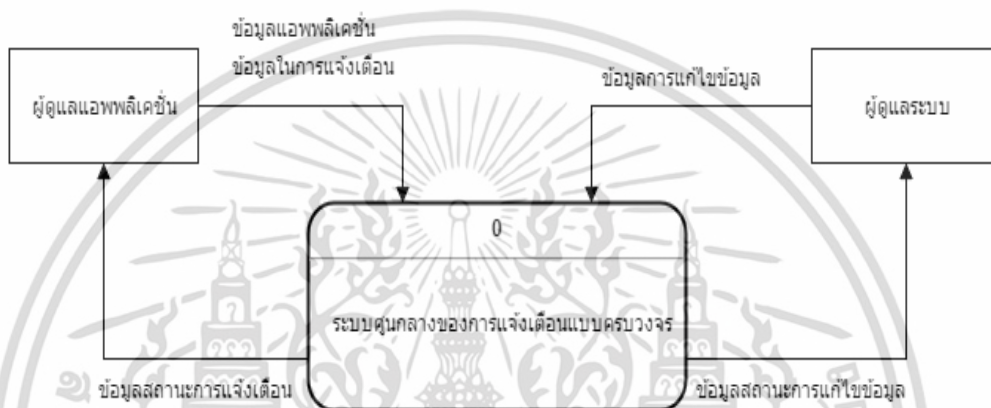 ข้อมูลแอพพลิเคชั่น
ข้อมูลในการแจ้งเตือน
ข้อมูลการแก้ไขข้อมูล
ผู้ดูแลแอพพลิเคชั่น
ผู้ดูแลระบบ
0
ระบบศูนกลางของการแจ้งเตือนแบบครบวงจร
ข้อมูลสถานะการแจ้งเตือน
ข้อมูลสถานะการแก้ไขข้อมูล